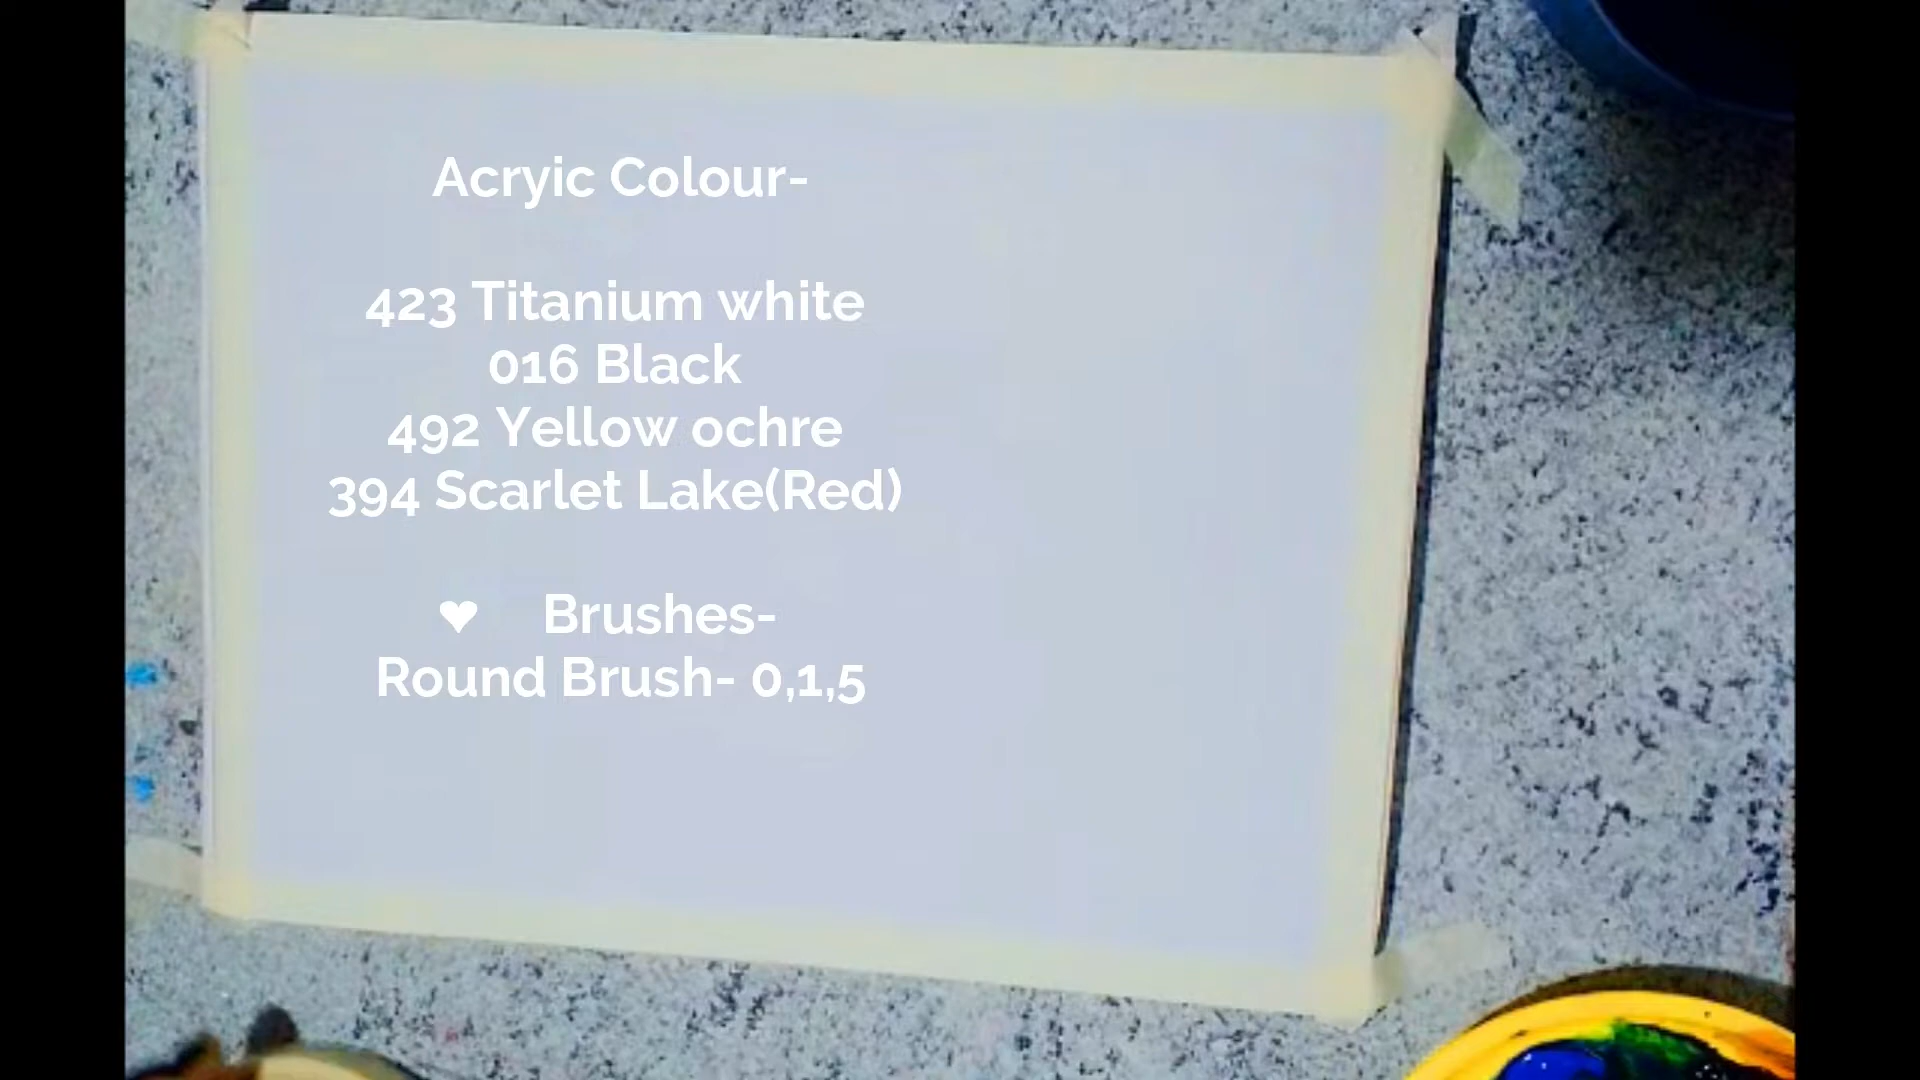 Acryic Colour-
423 Titanium white
016 Black
492 Yellow ochre
394 Scarlet Lake(Red)
❤ Brushes-
Round Brush- 0,1,5